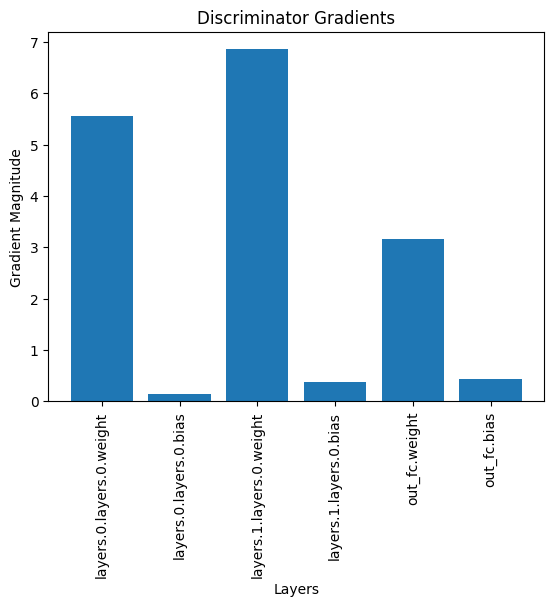 Discriminator Gradients
Gradient Magnitude
7
6
5
4
3
2
1
0
layers.0.layers.0.weight
layers.0.layers.0.bias
layers.1.layers.0.weight
layers.1.layers.0.bias
out_fc.weight
out_fc.bias
Layers